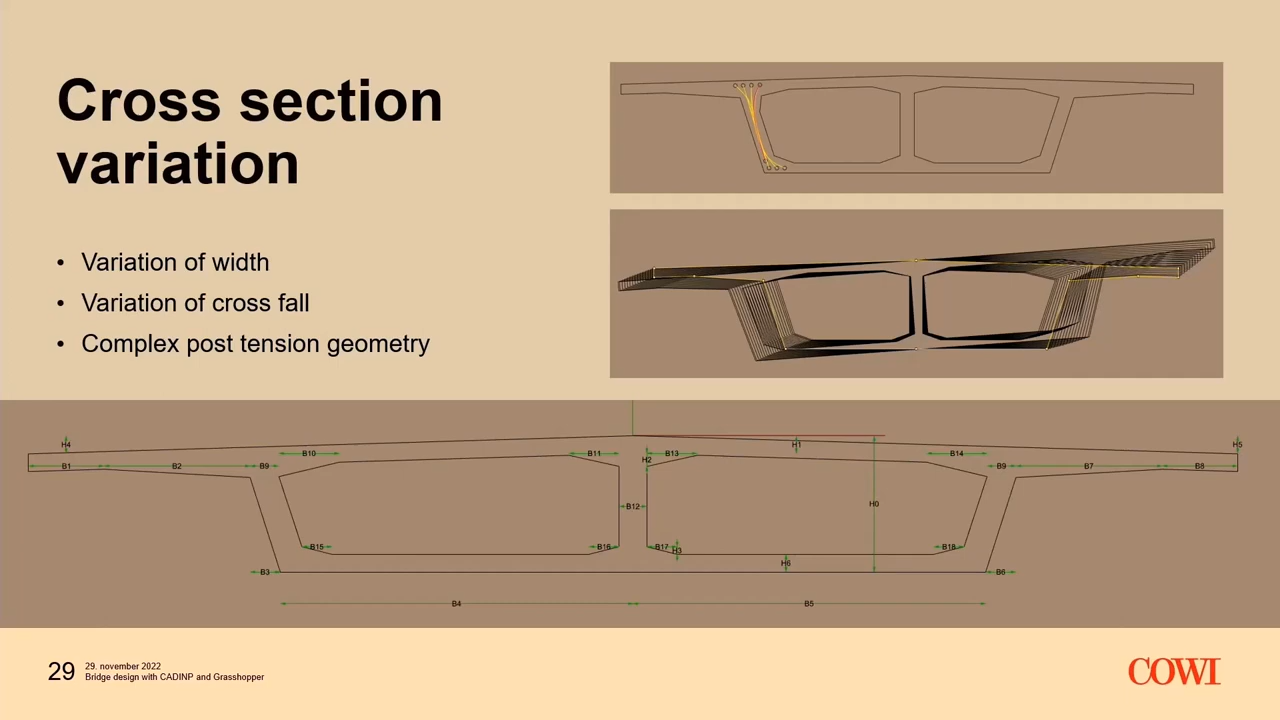 Cross section
variation
• Variation of width
• Variation of cross fall
• Complex post tension geometry
H4
H1
H5
B10
B11
H2
B13
B14
B1
B2
B9
B9
B7
B8
B12
H0
B15
B16
B17
H3
B18
H6
B3
B6
B4
B5
29
29. november 2022
Bridge design with CADINP and Grasshopper
COWI